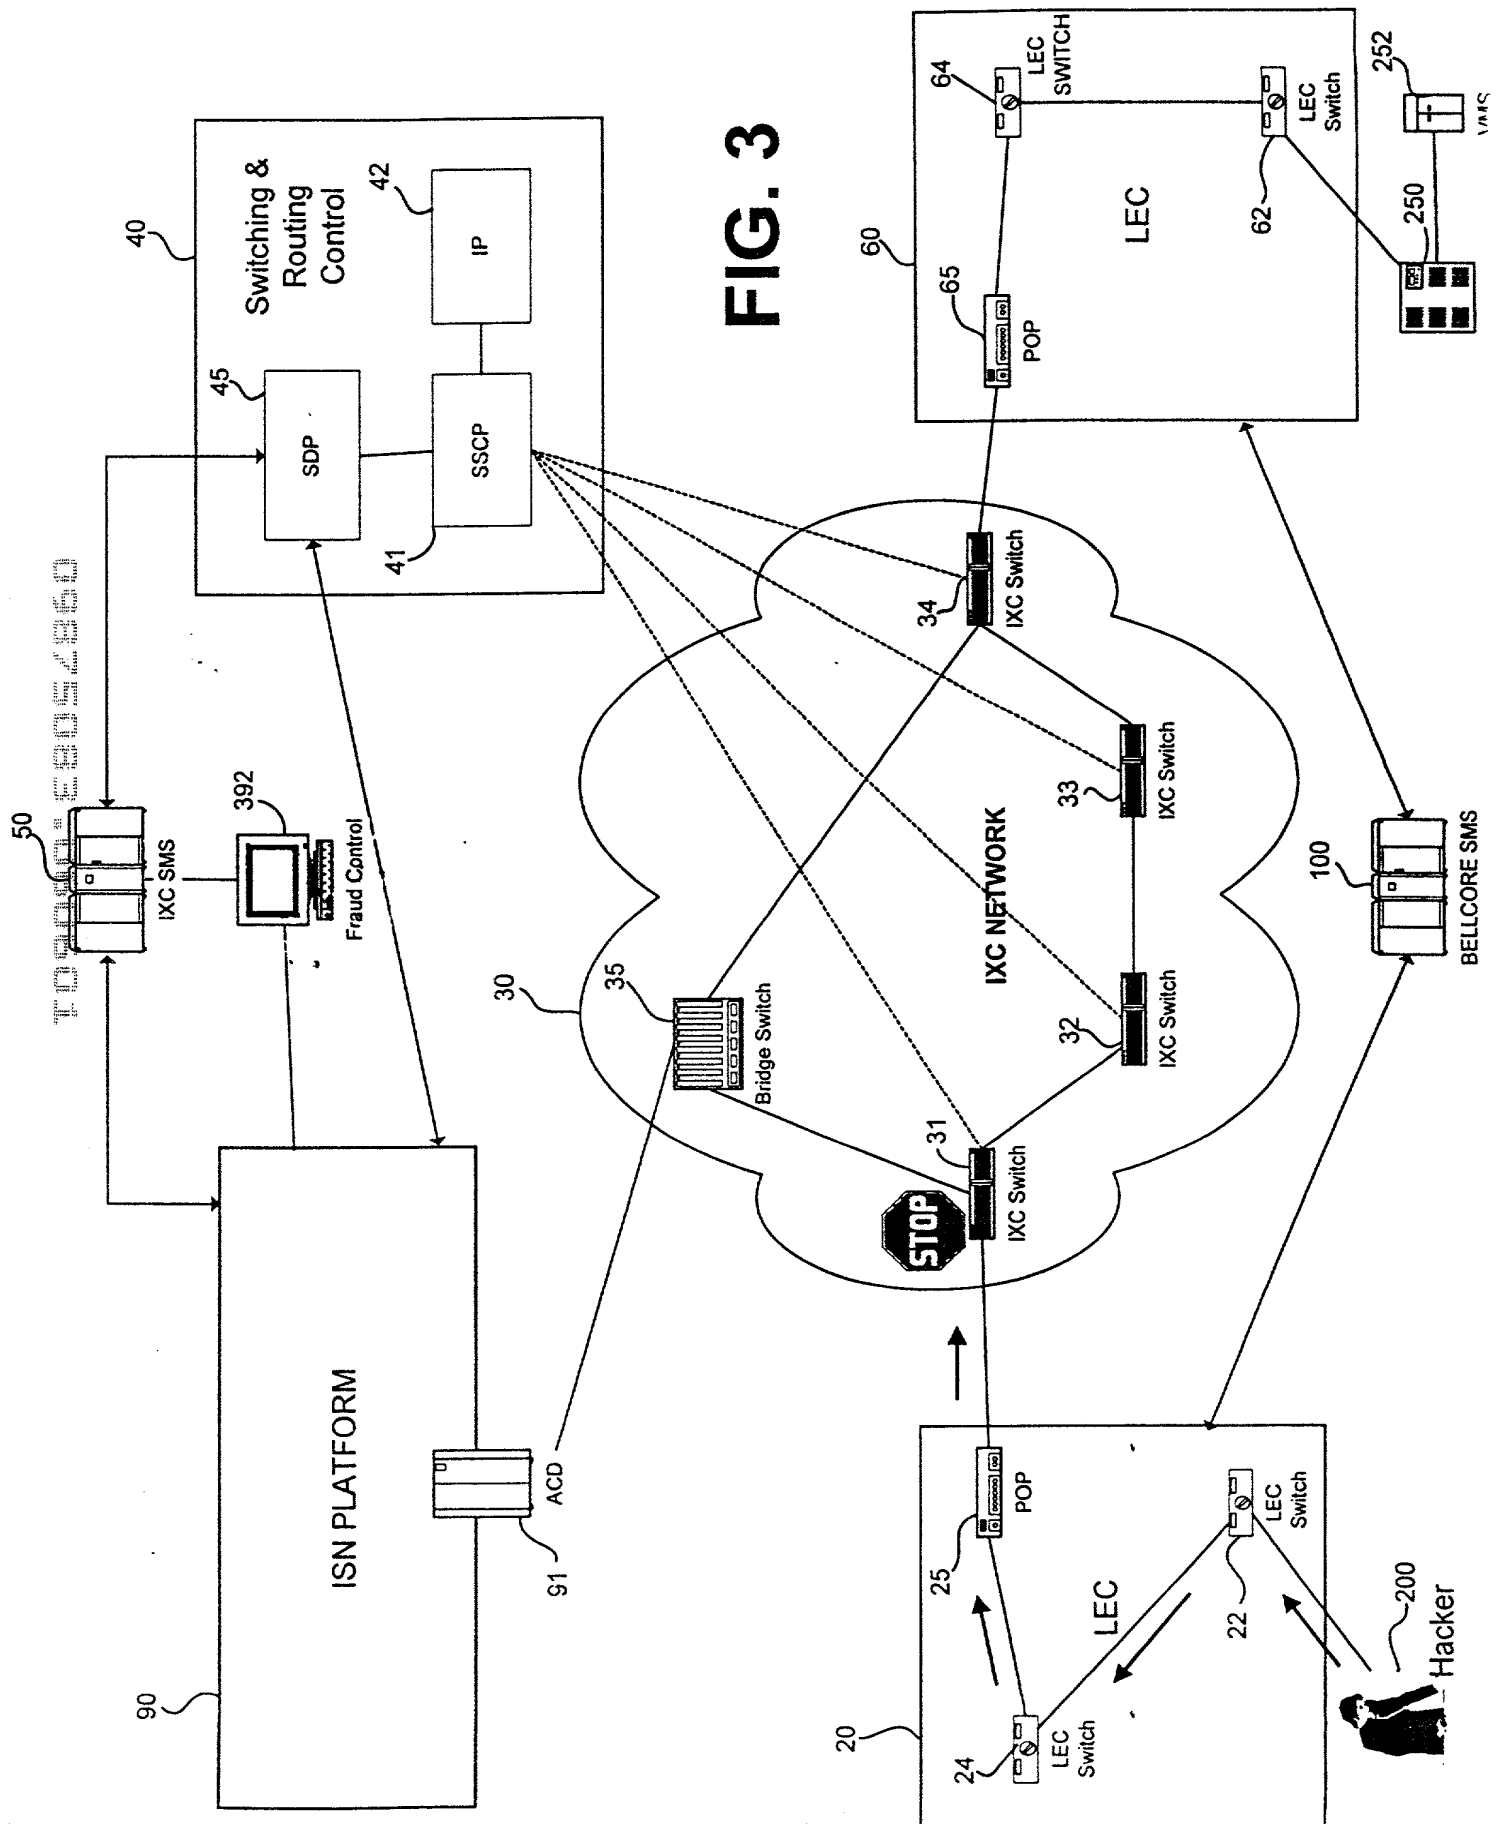 09875083.060401
90
ISN PLATFORM
91
ACD
50
IXC SMS
392
Fraud Control
40
Switching &
Routing
Control
45
SDP
41
SSCP
42
IP
FIG. 3
30
35
Bridge Switch
IXC NETWORK
STOP
31
IXC Switch
32
IXC Switch
33
IXC Switch
34
IXC Switch
20
LEC
24
LEC
Switch
25
POP
22
LEC
Switch
200
Hacker
100
BELLCORE SMS
60
LEC
65
POP
64
LEC
SWITCH
62
LEC
Switch
250
252
VMS